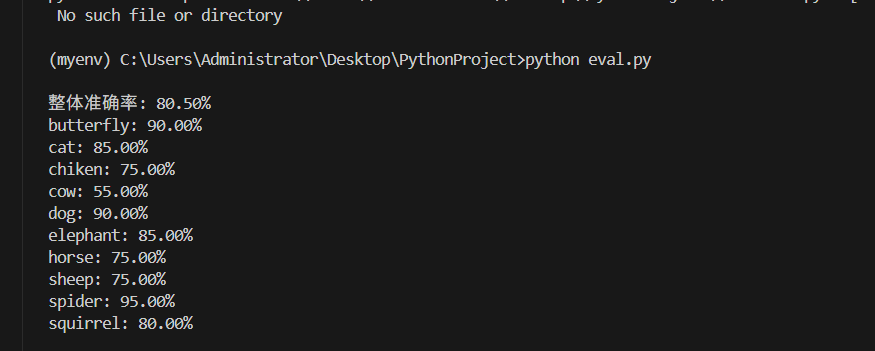 No such file or directory
(myenv) C:\Users\Administrator\Desktop\PythonProject>python eval.py
整体准确率: 80.50%
butterfly: 90.00%
cat: 85.00%
chiken: 75.00%
cow: 55.00%
dog: 90.00%
elephant: 85.00%
horse: 75.00%
sheep: 75.00%
spider: 95.00%
squirrel: 80.00%